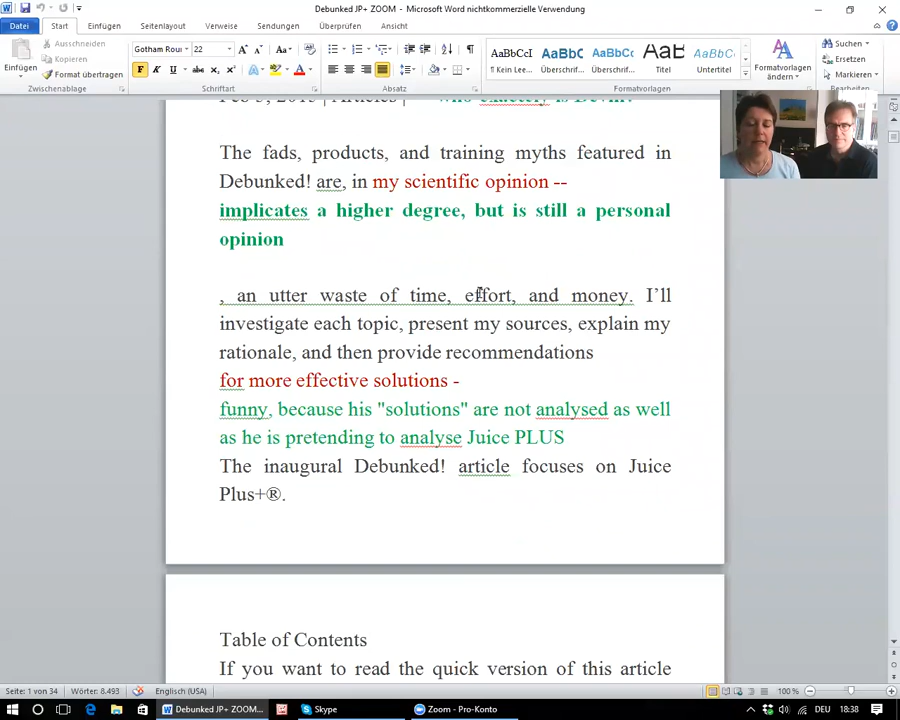 Debunked JP+ ZOOM - Microsoft Word nichtkommerzielle Verwendung
Datei Start Einfügen Seitenlayout Verweise Sendungen Überprüfen Ansicht
Einfügen
Ausschneiden
Kopieren
Format übertragen
Zwischenablage
Gotham Roun 22
F K U abc x₂ x²
Schriftart
Absatz
AaBbCcI AaBbC AaBbCc AaB AaBbCc
¶ Kein Lee... Überschrif... Überschrif... Titel Untertitel
Formatvorlagen
Formatvorlagen
ändern
Suchen
Ersetzen
Markieren
Bearbeiten
The fads, products, and training myths featured in
Debunked! are, in my scientific opinion --
implicates a higher degree, but is still a personal
opinion
, an utter waste of time, effort, and money. I’ll
investigate each topic, present my sources, explain my
rationale, and then provide recommendations
for more effective solutions -
funny, because his "solutions" are not analysed as well
as he is pretending to analyse Juice PLUS
The inaugural Debunked! article focuses on Juice
Plus+®.
Table of Contents
If you want to read the quick version of this article
Seite: 1 von 34 Wörter: 8.493 Englisch (USA) 100 %
Debunked JP+ ZOOM... Skype Zoom - Pro-Konto DEU 18:38